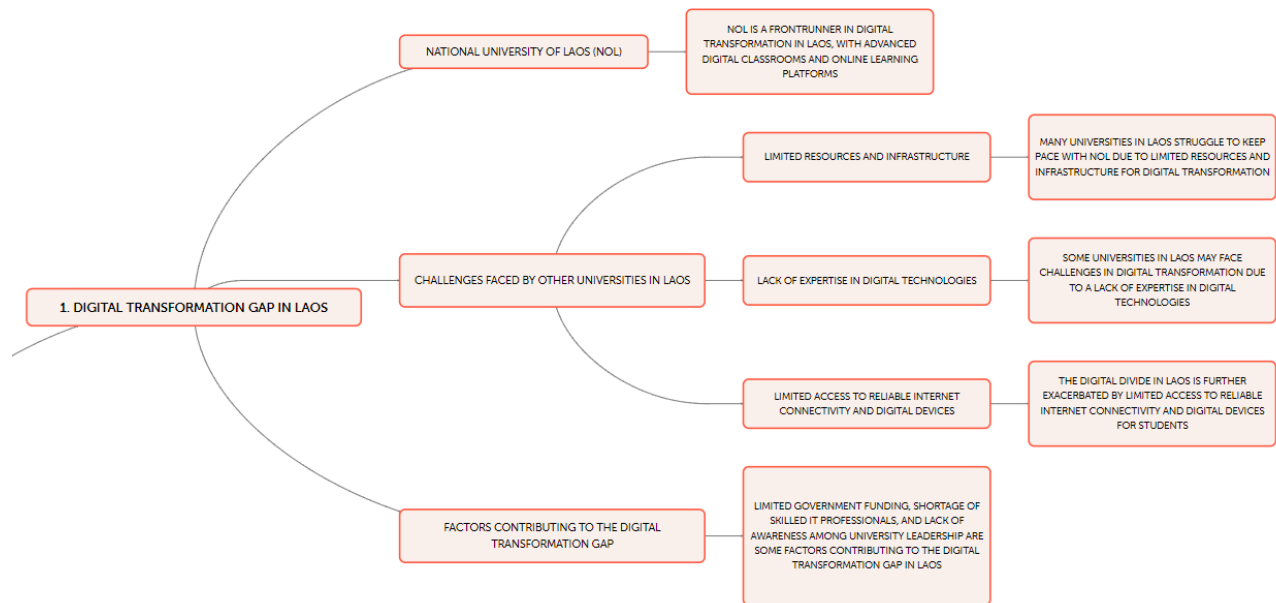 NATIONAL UNIVERSITY OF LAOS (NOL)
NOL IS A FRONTRUNNER IN DIGITAL
TRANSFORMATION IN LAOS, WITH ADVANCED
DIGITAL CLASSROOMS AND ONLINE LEARNING
PLATFORMS
1. DIGITAL TRANSFORMATION GAP IN LAOS
CHALLENGES FACED BY OTHER UNIVERSITIES IN LAOS
LIMITED RESOURCES AND INFRASTRUCTURE
MANY UNIVERSITIES IN LAOS STRUGGLE TO KEEP
PACE WITH NOL DUE TO LIMITED RESOURCES AND
INFRASTRUCTURE FOR DIGITAL TRANSFORMATION
LACK OF EXPERTISE IN DIGITAL TECHNOLOGIES
SOME UNIVERSITIES IN LAOS MAY FACE
CHALLENGES IN DIGITAL TRANSFORMATION DUE
TO A LACK OF EXPERTISE IN DIGITAL
TECHNOLOGIES
LIMITED ACCESS TO RELIABLE INTERNET
CONNECTIVITY AND DIGITAL DEVICES
THE DIGITAL DIVIDE IN LAOS IS FURTHER
EXACERBATED BY LIMITED ACCESS TO RELIABLE
INTERNET CONNECTIVITY AND DIGITAL DEVICES
FOR STUDENTS
FACTORS CONTRIBUTING TO THE DIGITAL
TRANSFORMATION GAP
LIMITED GOVERNMENT FUNDING, SHORTAGE OF
SKILLED IT PROFESSIONALS, AND LACK OF
AWARENESS AMONG UNIVERSITY LEADERSHIP ARE
SOME FACTORS CONTRIBUTING TO THE DIGITAL
TRANSFORMATION GAP IN LAOS